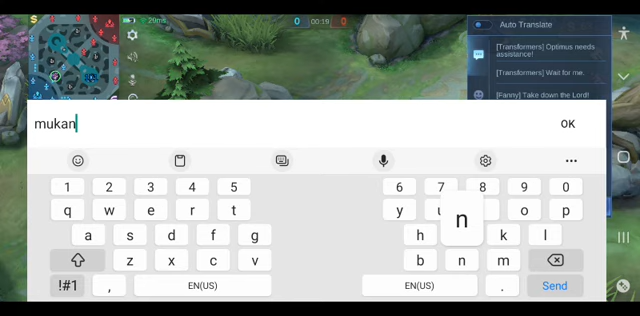 29ms
0 00:19 0
Auto Translate
[Transformers] Optimus needs
assistance!
[Transformers] Wait for me.
[Fanny] Take down the Lord!
mukan
OK
1 2 3 4 5 6 7 8 9 0
q w e r t y u o p
a s d f g h n k l
z x c v b n m
!#1 , EN(US) EN(US) . Send